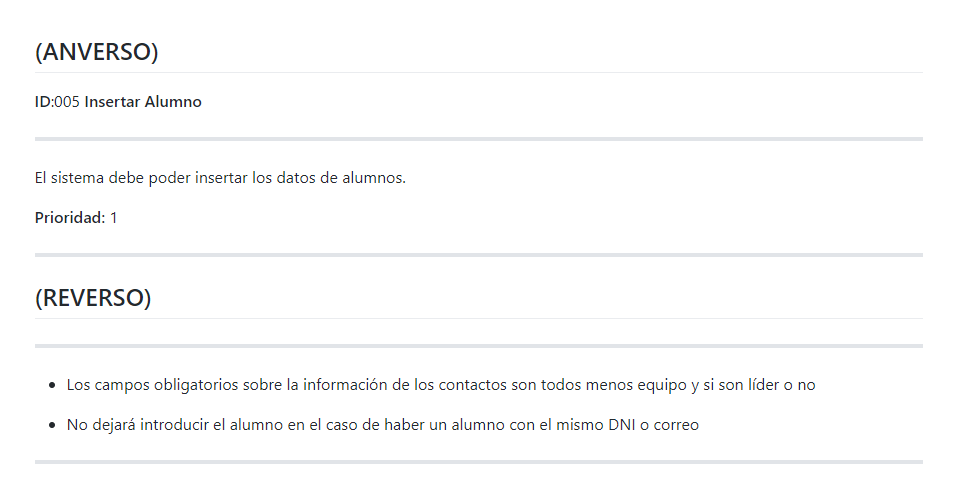 (ANVERSO)
ID:005 Insertar Alumno
El sistema debe poder insertar los datos de alumnos.
Prioridad: 1
(REVERSO)
• Los campos obligatorios sobre la información de los contactos son todos menos equipo y si son líder o no
• No dejará introducir el alumno en el caso de haber un alumno con el mismo DNI o correo